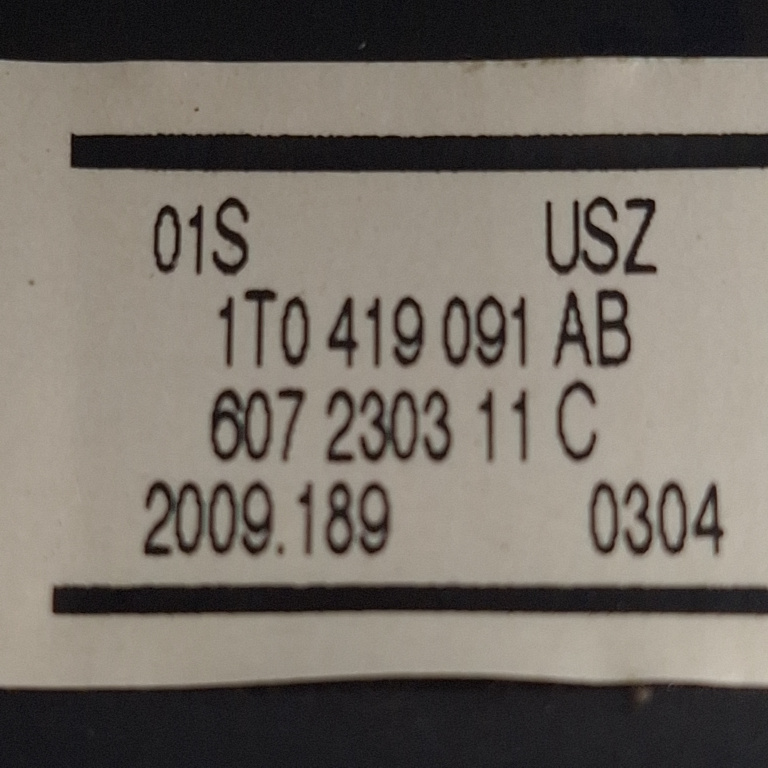 01S USZ
1T0 419 091 AB
607 2303 11 C
2009.189 0304